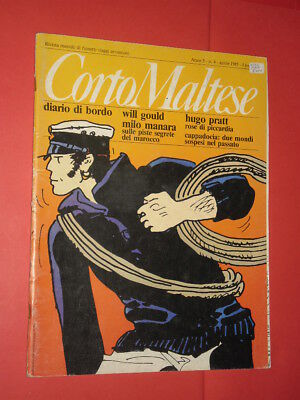 Rivista mensile di fumetti viaggi avventure
Anno 3 - n. 4 - aprile 1985
Corto Maltese
diario di bordo
will gould
milo manara
sulle piste segrete
del marocco
hugo pratt
rose di piccardia
cappadocia: due mondi
sospesi nel passato